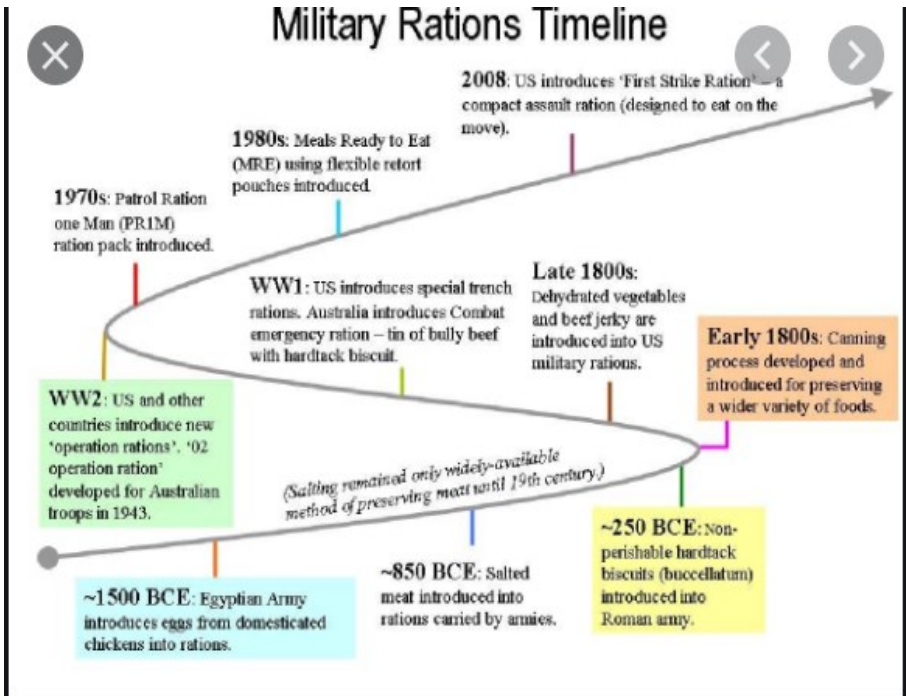 Military Rations Timeline
2008: US introduces 'First Strike Ration' – a
compact assault ration (designed to eat on the
move).
1980s: Meals Ready to Eat
(MRE) using flexible retort
pouches introduced.
1970s: Patrol Ration
one Man (PR1M)
ration pack introduced.
WW1: US introduces special trench
rations. Australia introduces Combat
emergency ration – tin of bully beef
with hardtack biscuit.
Late 1800s:
Dehydrated vegetables
and beef jerky are
introduced into US
military rations.
Early 1800s: Canning
process developed and
introduced for preserving
a wider variety of foods.
WW2: US and other
countries introduce new
'operation rations'. '02
operation ration'
developed for Australian
troops in 1943.
(Salting remained only widely-available
method of preserving meat until 19th century.)
~1500 BCE: Egyptian Army
introduces eggs from domesticated
chickens into rations.
~850 BCE: Salted
meat introduced into
rations carried by armies.
~250 BCE: Non-
perishable hardtack
biscuits (buccellatum)
introduced into
Roman army.